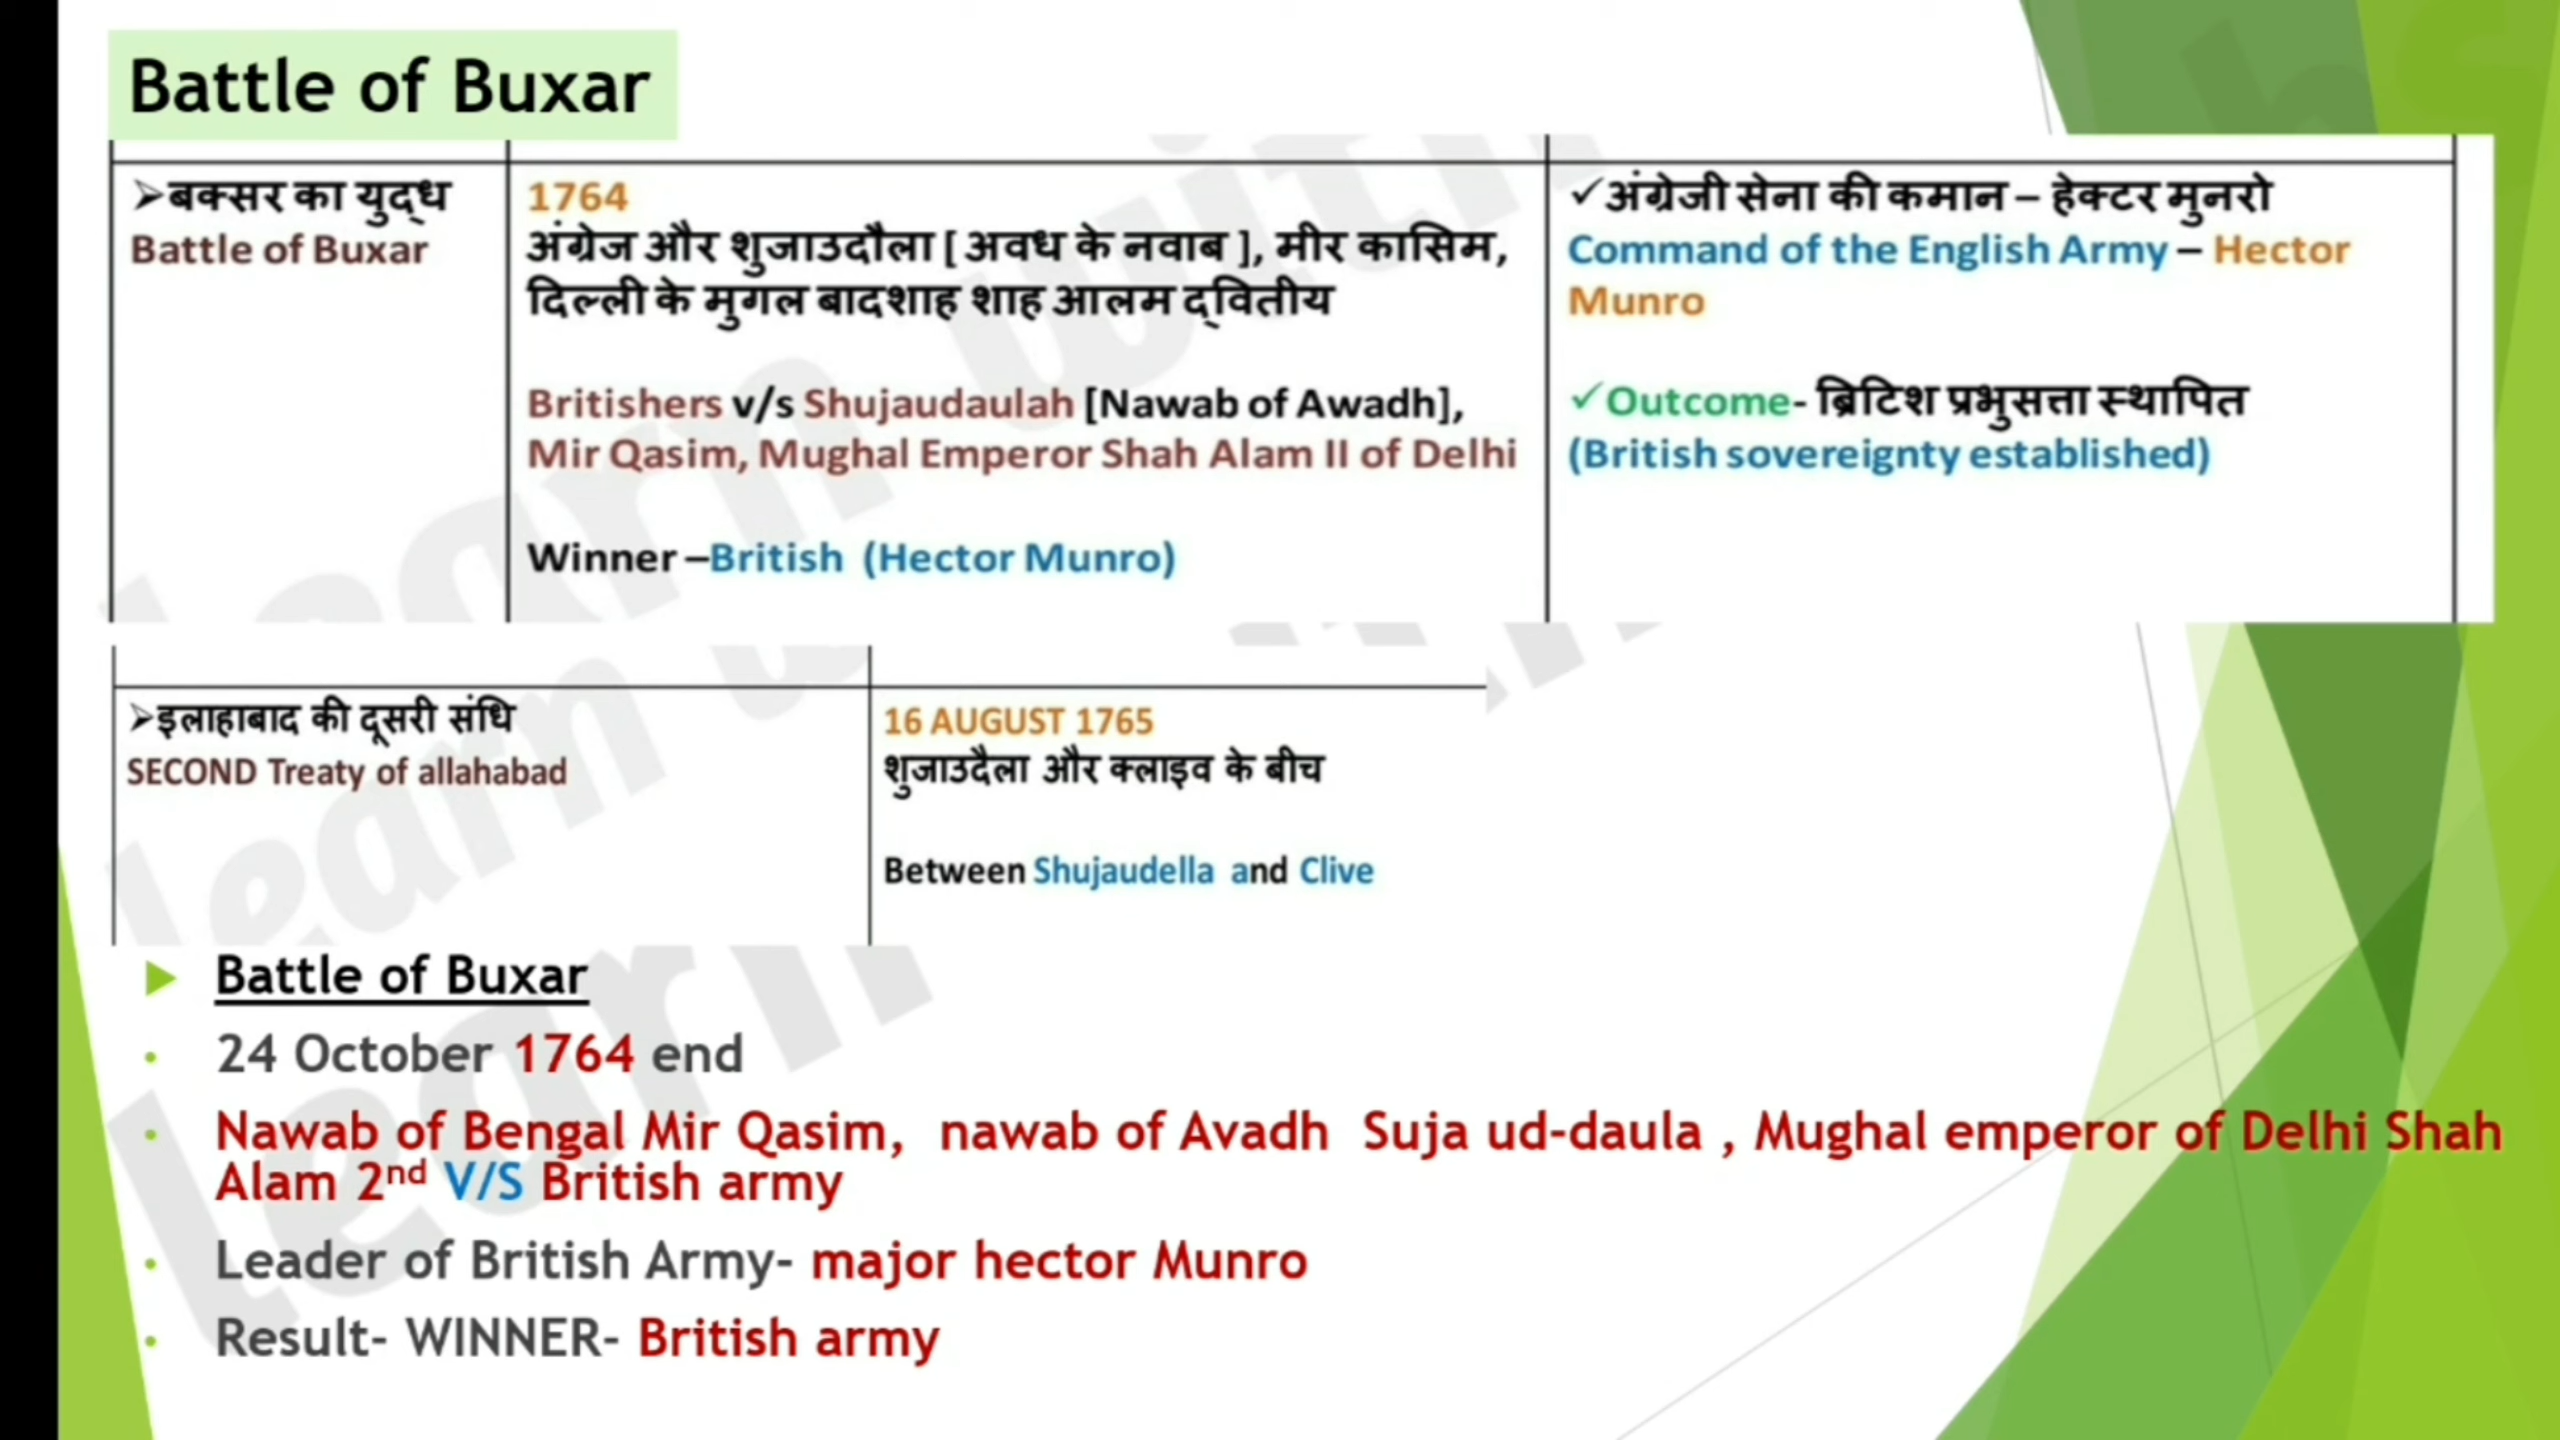 Battle of Buxar
➢बक्सर का युद्ध
Battle of Buxar
1764
अंग्रेज और शुजाउदौला [ अवध के नवाब ], मीर कासिम,
दिल्ली के मुगल बादशाह शाह आलम द्वितीय
Britishers v/s Shujaudaulah [Nawab of Awadh],
Mir Qasim, Mughal Emperor Shah Alam II of Delhi
Winner –British (Hector Munro)
✓अंग्रेजी सेना की कमान – हेक्टर मुनरो
Command of the English Army – Hector
Munro
✓Outcome- ब्रिटिश प्रभुसत्ता स्थापित
(British sovereignty established)
➢इलाहाबाद की दूसरी संधि
SECOND Treaty of allahabad
16 AUGUST 1765
शुजाउदैला और क्लाइव के बीच
Between Shujaudella and Clive
Battle of Buxar
• 24 October 1764 end
• Nawab of Bengal Mir Qasim, nawab of Avadh Suja ud-daula , Mughal emperor of Delhi Shah
Alam 2nd V/S British army
• Leader of British Army- major hector Munro
• Result- WINNER- British army
learn with
learn
learn